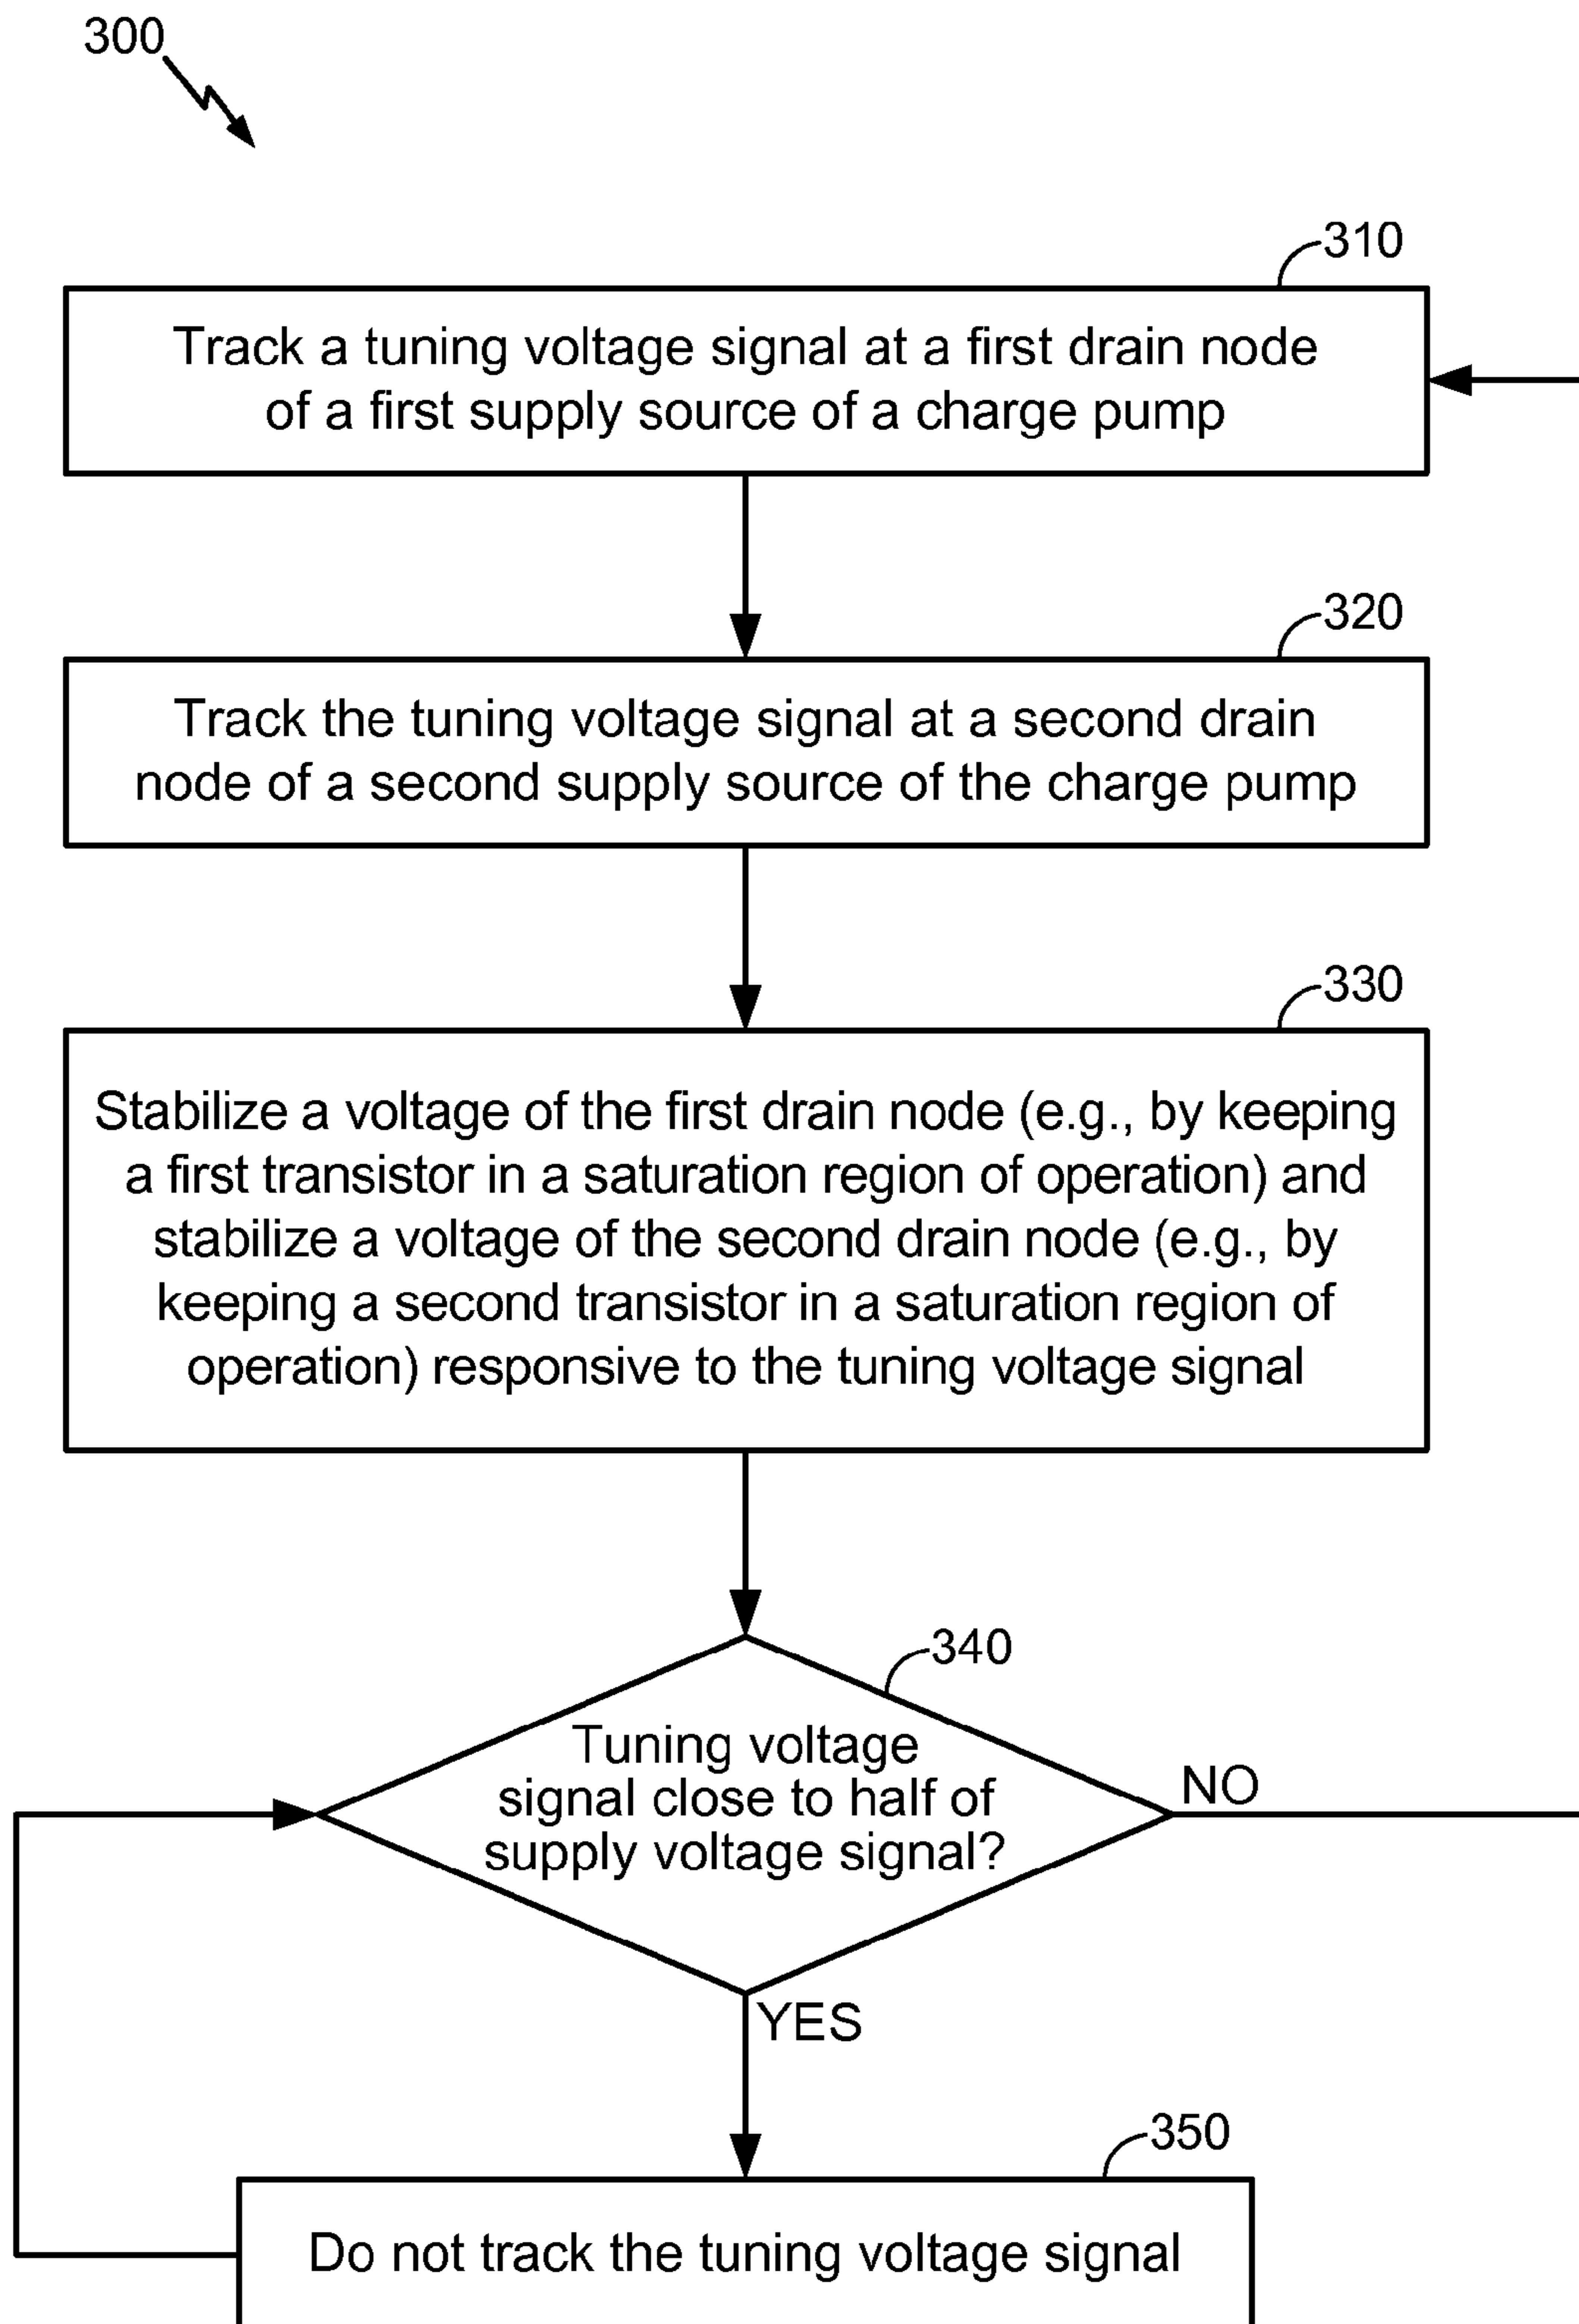 300
310
Track a tuning voltage signal at a first drain node
of a first supply source of a charge pump
320
Track the tuning voltage signal at a second drain
node of a second supply source of the charge pump
330
Stabilize a voltage of the first drain node (e.g., by keeping
a first transistor in a saturation region of operation) and
stabilize a voltage of the second drain node (e.g., by
keeping a second transistor in a saturation region of
operation) responsive to the tuning voltage signal
340
Tuning voltage
signal close to half of
supply voltage signal?
NO
YES
350
Do not track the tuning voltage signal